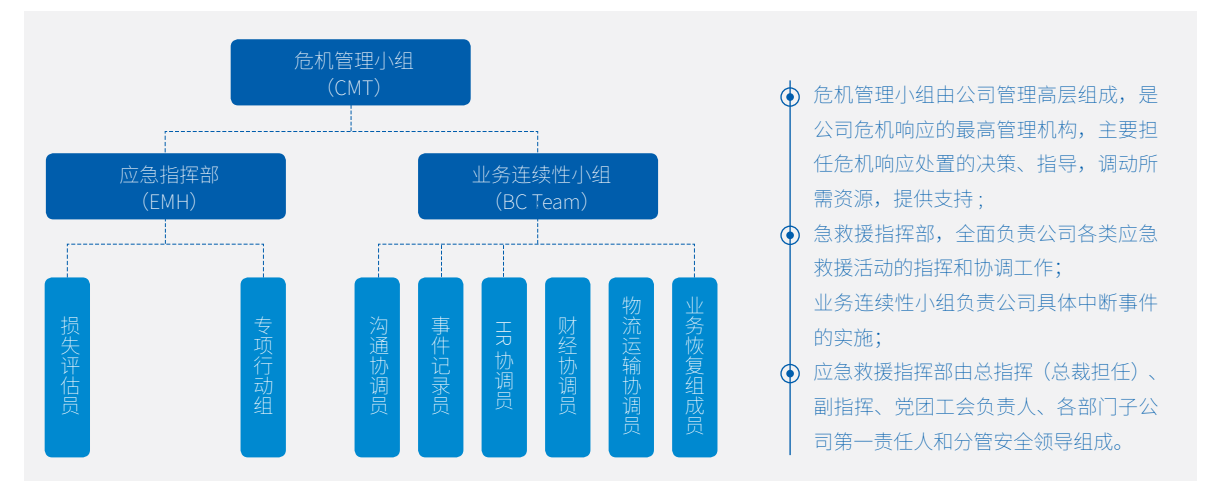 危机管理小组
（CMT）
应急指挥部
（EMH）
业务连续性小组
（BC Team）
损失评估员
专项行动组
沟通协调员
事件记录员
HR 协调员
财经协调员
物流运输协调员
业务恢复组成员
危机管理小组由公司管理高层组成，是
公司危机响应的最高管理机构，主要担
任危机响应处置的决策、指导，调动所
需资源，提供支持 ;
急救援指挥部，全面负责公司各类应急
救援活动的指挥和协调工作；
业务连续性小组负责公司具体中断事件
的实施；
应急救援指挥部由总指挥（总裁担任）、
副指挥、党团工会负责人、各部门子公
司第一责任人和分管安全领导组成。